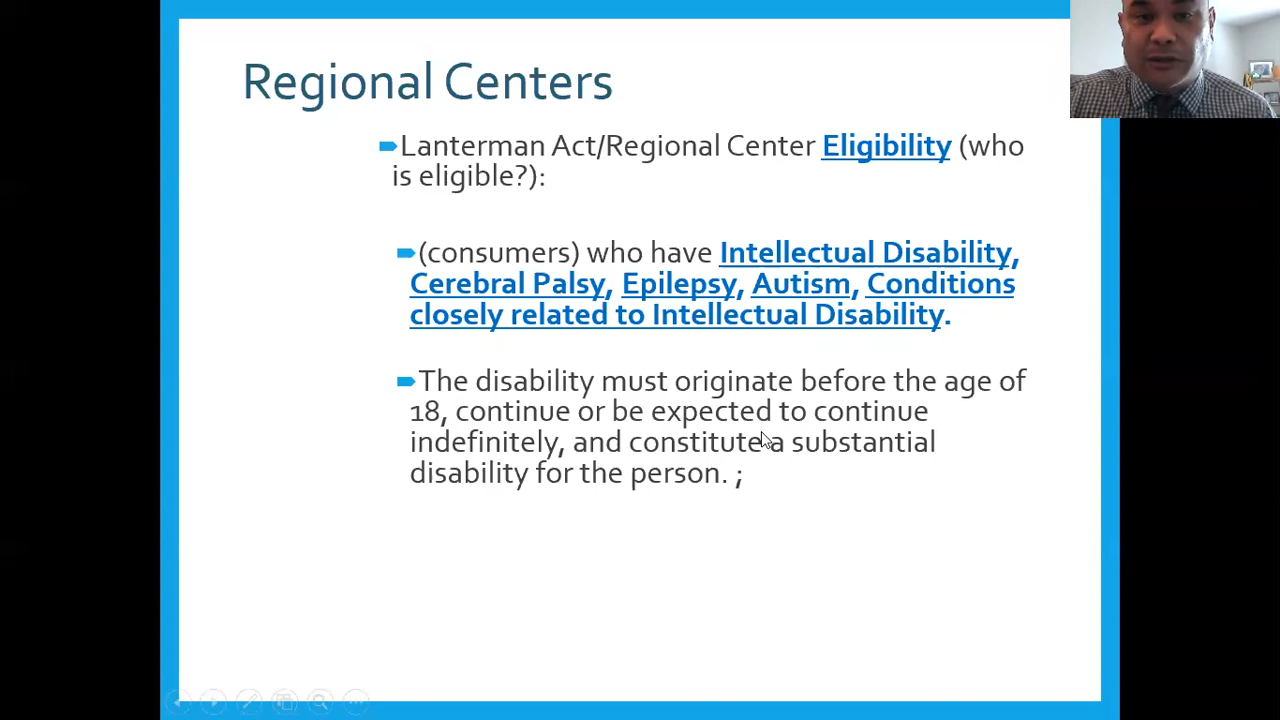 Regional Centers
Lanterman Act/Regional Center Eligibility (who
is eligible?):
(consumers) who have Intellectual Disability,
Cerebral Palsy, Epilepsy, Autism, Conditions
closely related to Intellectual Disability.
The disability must originate before the age of
18, continue or be expected to continue
indefinitely, and constitute a substantial
disability for the person. ;